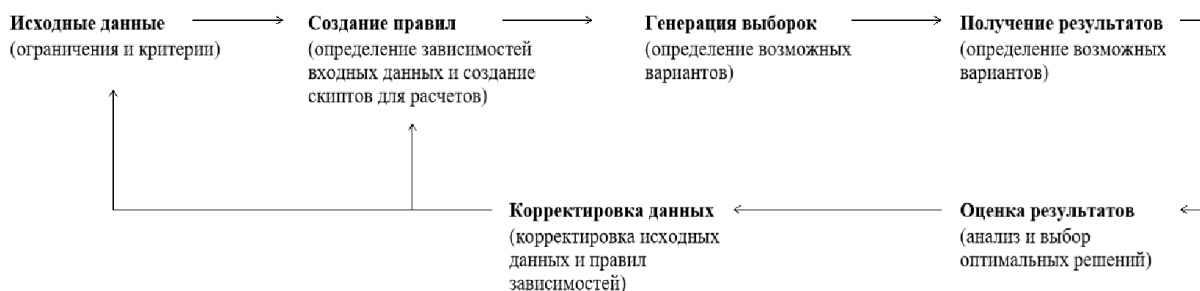 Исходные данные
(ограничения и критерии)
Создание правил
(определение зависимостей
входных данных и создание
скиптов для расчетов)
Генерация выборок
(определение возможных
вариантов)
Получение результатов
(определение возможных
вариантов)
Корректировка данных
(корректировка исходных
данных и правил
зависимостей)
Оценка результатов
(анализ и выбор
оптимальных решений)